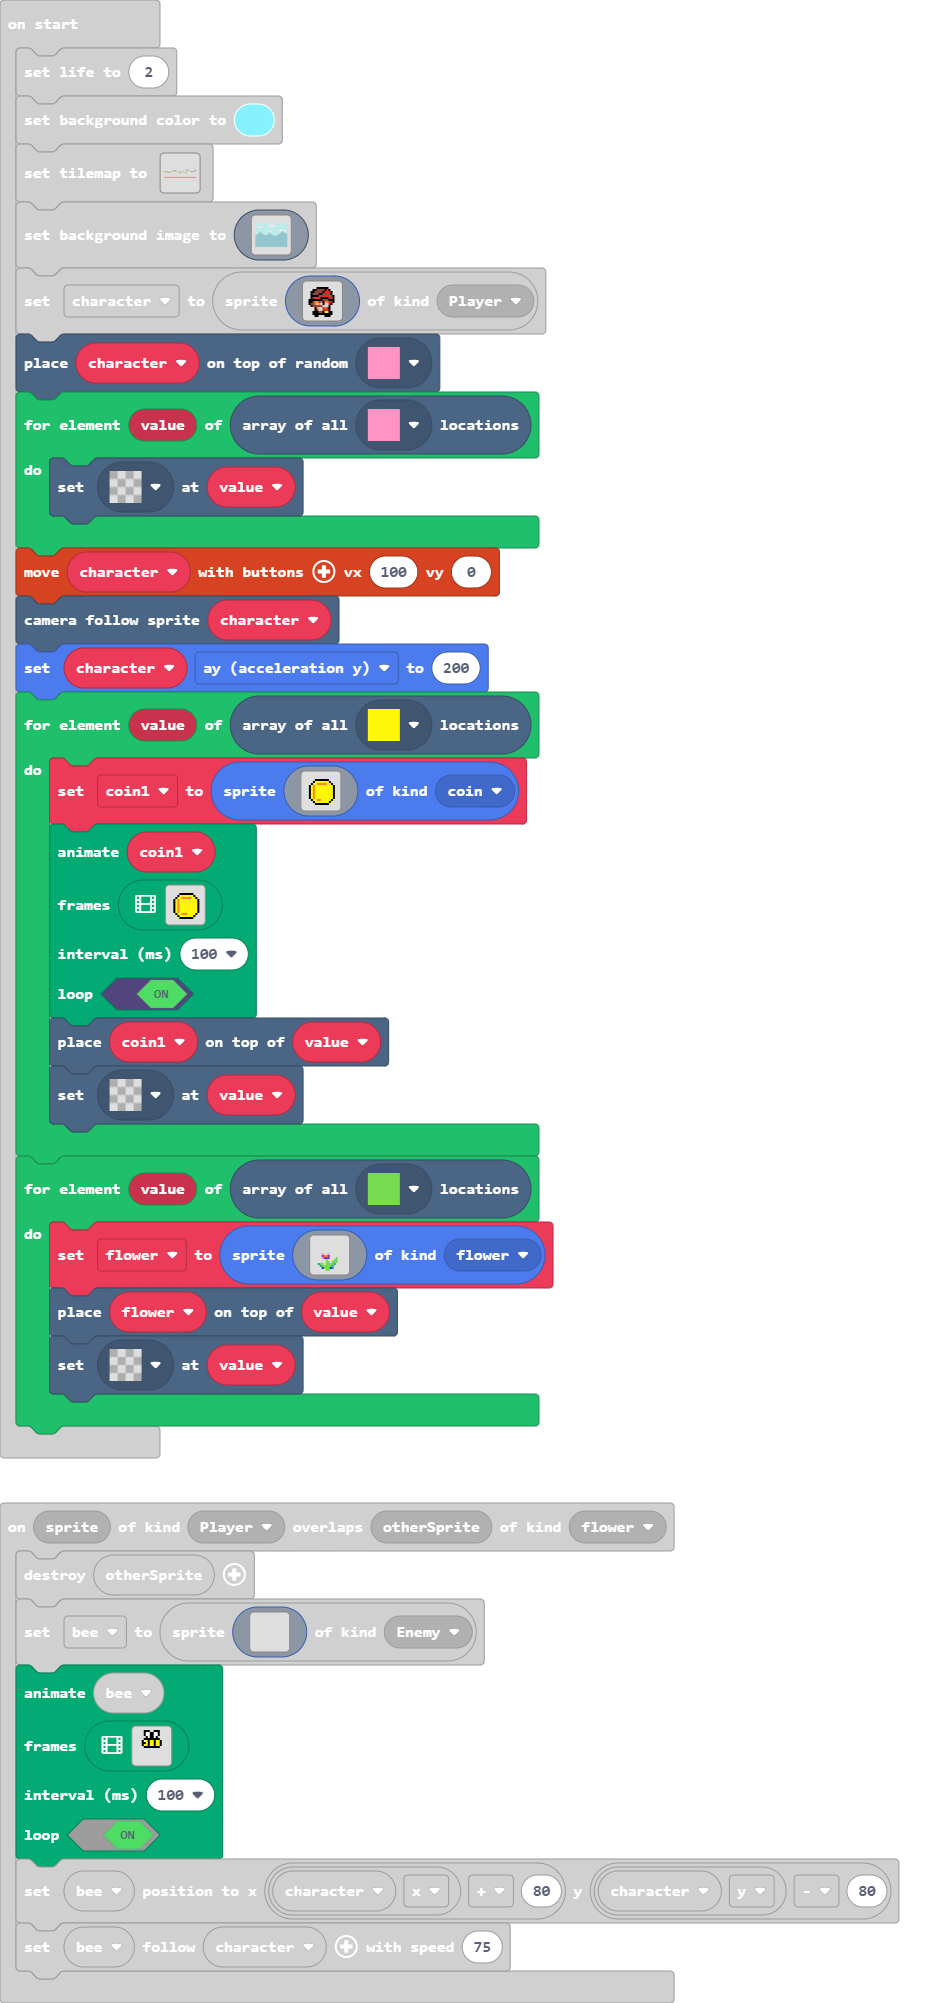 on start
set life to 2
set background color to
set tilemap to
set background image to
set character to sprite of kind Player
place character on top of random
for element value of array of all locations
do
set at value
move character with buttons vx 100 vy 0
camera follow sprite character
set character ay (acceleration y) to 200
for element value of array of all locations
do
set coin1 to sprite of kind coin
animate coin1
frames
interval (ms) 100
loop ON
place coin1 on top of value
set at value
for element value of array of all locations
do
set flower to sprite of kind flower
place flower on top of value
set at value
on sprite of kind Player overlaps otherSprite of kind flower
destroy otherSprite
set bee to sprite of kind Enemy
animate bee
frames
interval (ms) 100
loop ON
set bee position to x character x + 80 y character y - 80
set bee follow character with speed 75